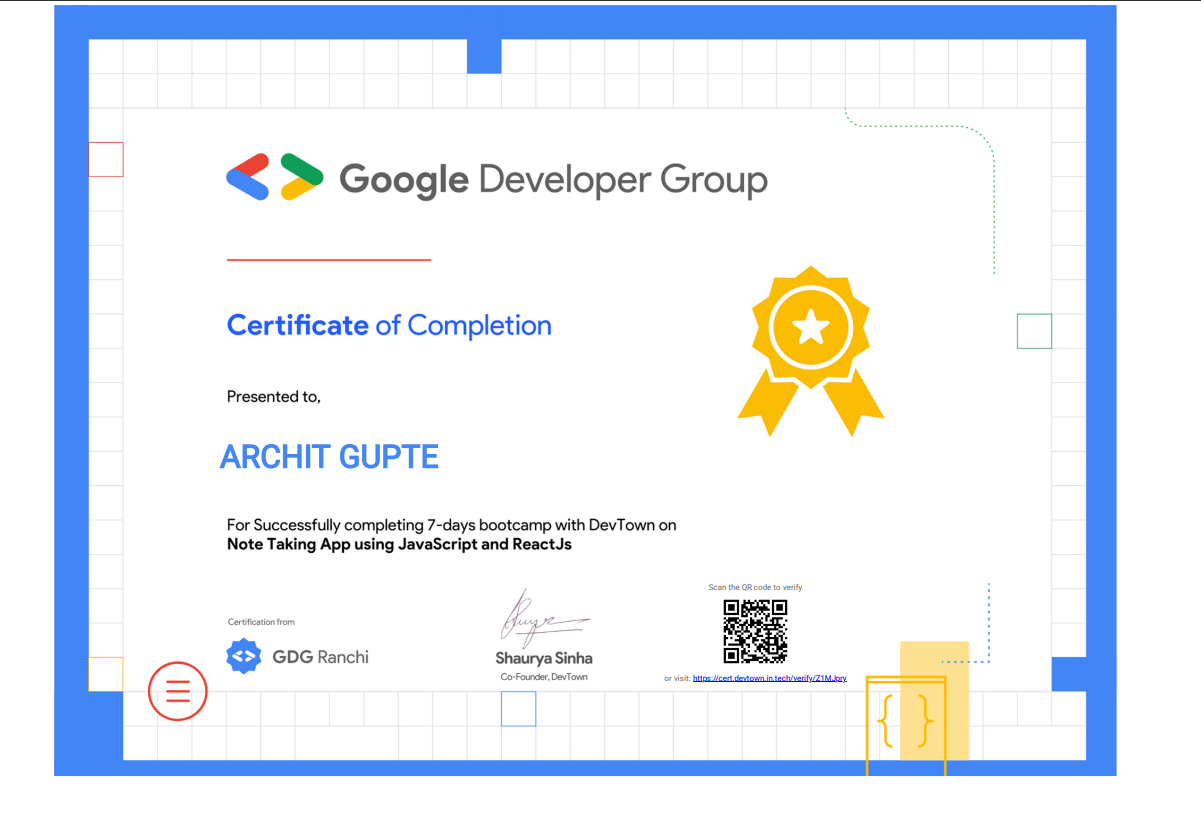 Google Developer Group
Certificate of Completion
Presented to,
ARCHIT GUPTE
For Successfully completing 7-days bootcamp with DevTown on
Note Taking App using JavaScript and ReactJs
Scan the QR code to verify
Certification from
GDG Ranchi
Shaurya Sinha
Co-Founder, DevTown
or visit: https://cert.devtown.in.tech/verify/Z1MJpry